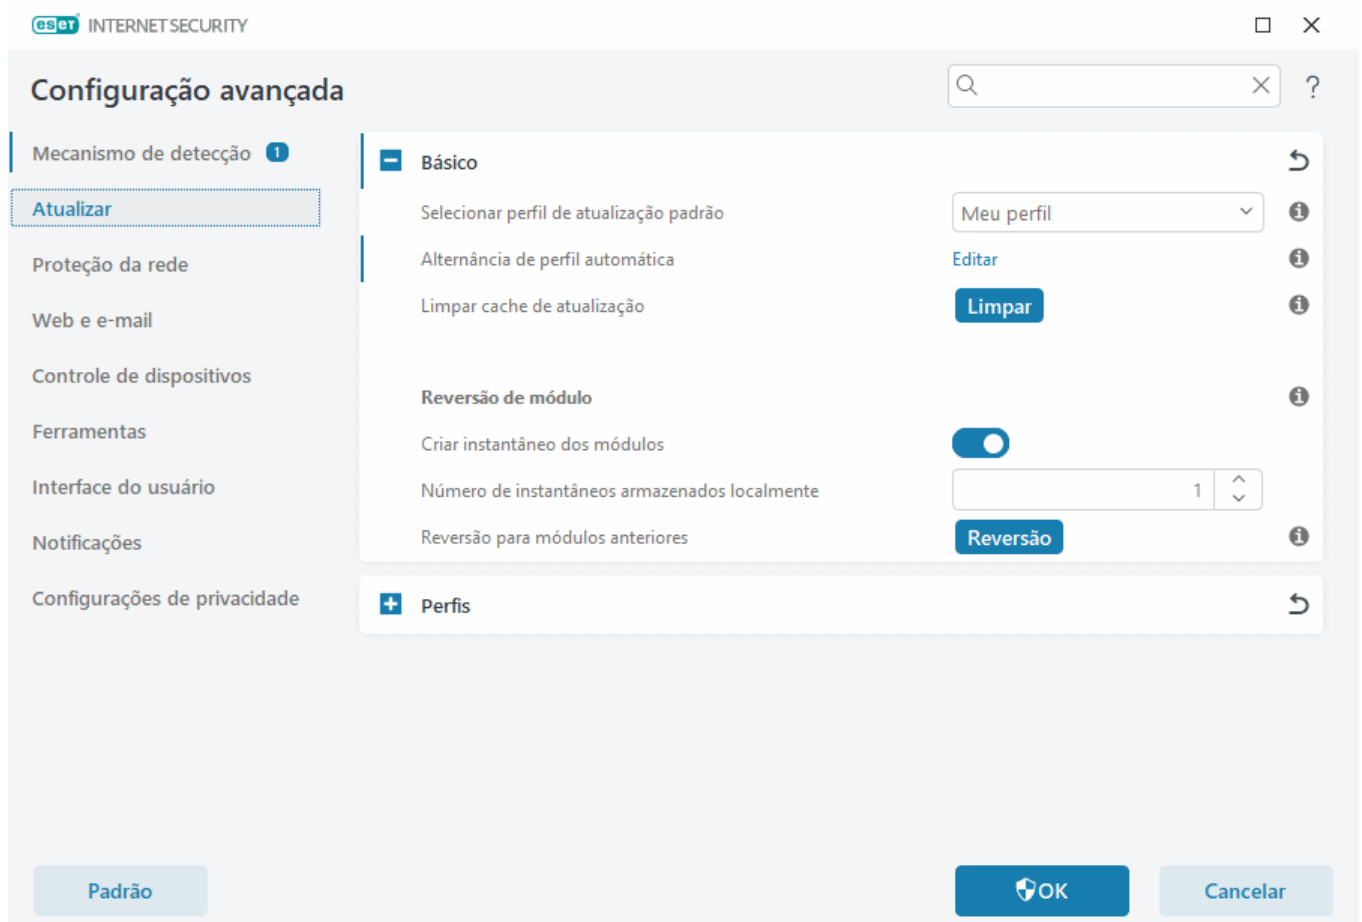 eset INTERNET SECURITY
Configuração avançada
?
Mecanismo de detecção 1
Atualizar
Proteção da rede
Web e e-mail
Controle de dispositivos
Ferramentas
Interface do usuário
Notificações
Configurações de privacidade
Básico
Selecionar perfil de atualização padrão Meu perfil
Alternância de perfil automática Editar
Limpar cache de atualização Limpar
Reversão de módulo
Criar instantâneo dos módulos
Número de instantâneos armazenados localmente 1
Reversão para módulos anteriores Reversão
Perfis
Padrão OK Cancelar